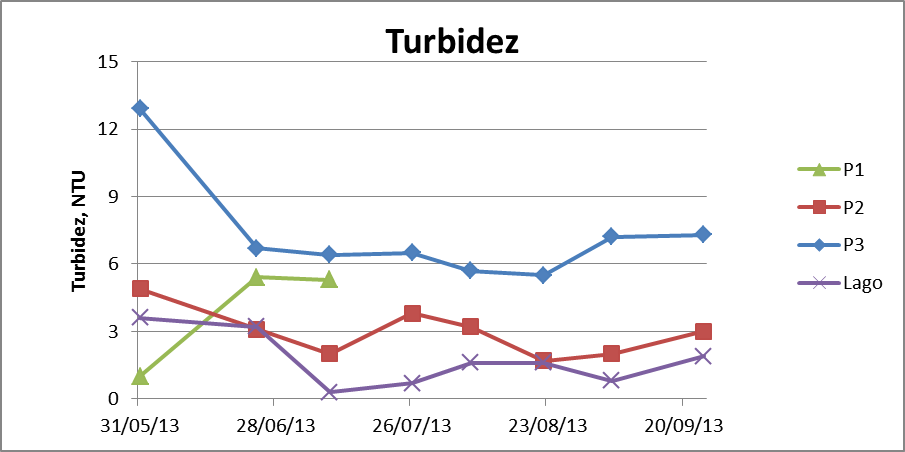 Turbidez
Turbidez, NTU
15
12
9
6
3
0
31/05/13 28/06/13 26/07/13 23/08/13 20/09/13
P1
P2
P3
Lago